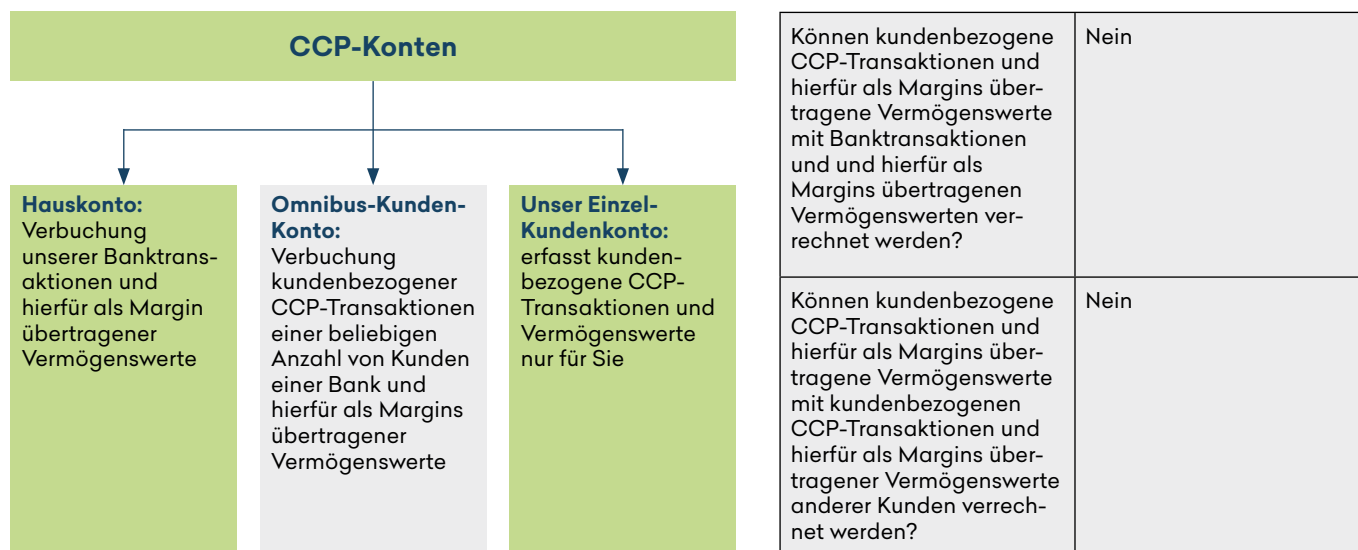 CCP-Konten
Hauskonto:
Verbuchung
unserer Banktrans-
aktionen und
hierfür als Margin
übertragener
Vermögenswerte
Omnibus-Kunden-
Konto:
Verbuchung
kundenbezogener
CCP-Transaktionen
einer beliebigen
Anzahl von Kunden
einer Bank und
hierfür als Margins
übertragener
Vermögenswerte
Unser Einzel-
Kundenkonto:
erfasst kunden-
bezogene CCP-
Transaktionen und
Vermögenswerte
nur für Sie
Können kundenbezogene
CCP-Transaktionen und
hierfür als Margins über-
tragene Vermögenswerte
mit Banktransaktionen
und und hierfür als
Margins übertragenen
Vermögenswerten ver-
rechnet werden?
Nein
Können kundenbezogene
CCP-Transaktionen und
hierfür als Margins über-
tragene Vermögenswerte
mit kundenbezogenen
CCP-Transaktionen und
hierfür als Margins über-
tragener Vermögenswerte
anderer Kunden verrech-
net werden?
Nein